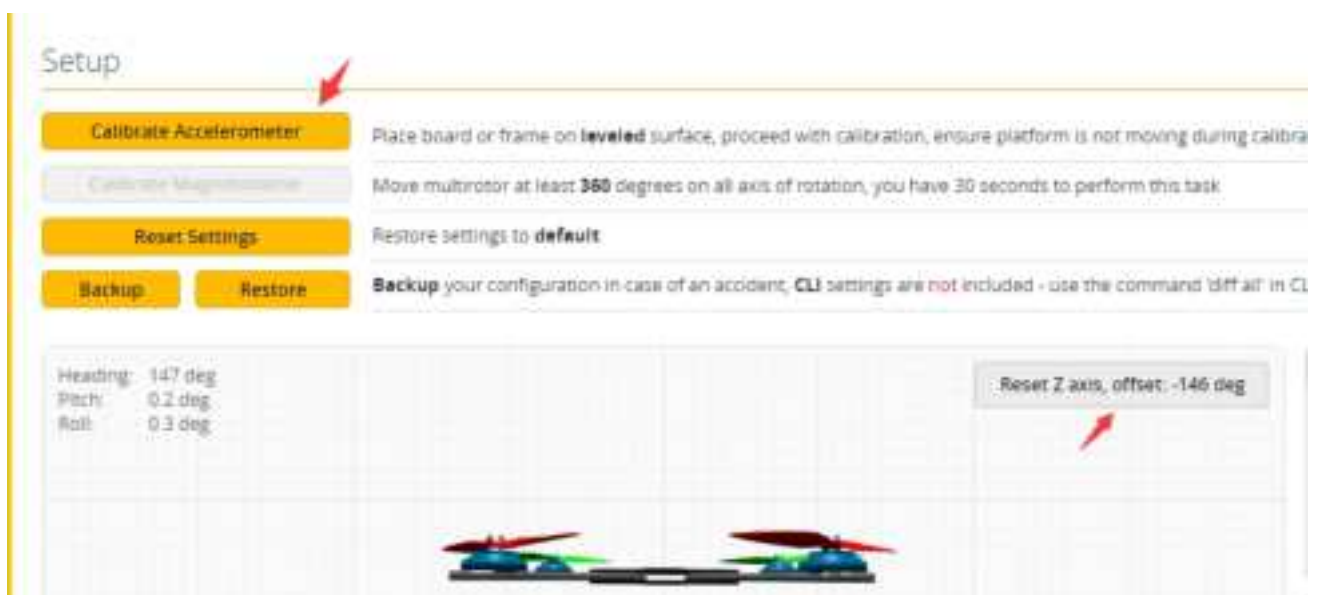 Setup
Calibrate Accelerometer
Place board or frame on leveled surface, proceed with calibration, ensure platform is not moving during calibra
Calibrate Magnetometer
Move multirotor at least 360 degrees on all axis of rotation, you have 30 seconds to perform this task
Reset Settings
Restore settings to default
Backup Restore
Backup your configuration in case of an accident, CLI settings are not included - use the command 'diff all' in CL
Heading: 147 deg
Reset Z axis, offset: -146 deg
Pitch: 0.2 deg
Roll: 0.3 deg